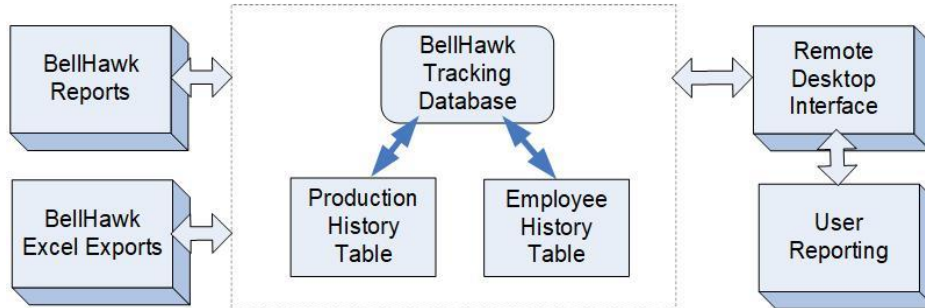 BellHawk
Reports
BellHawk
Tracking
Database
Remote
Desktop
Interface
BellHawk
Excel Exports
Production
History
Table
Employee
History
Table
User
Reporting